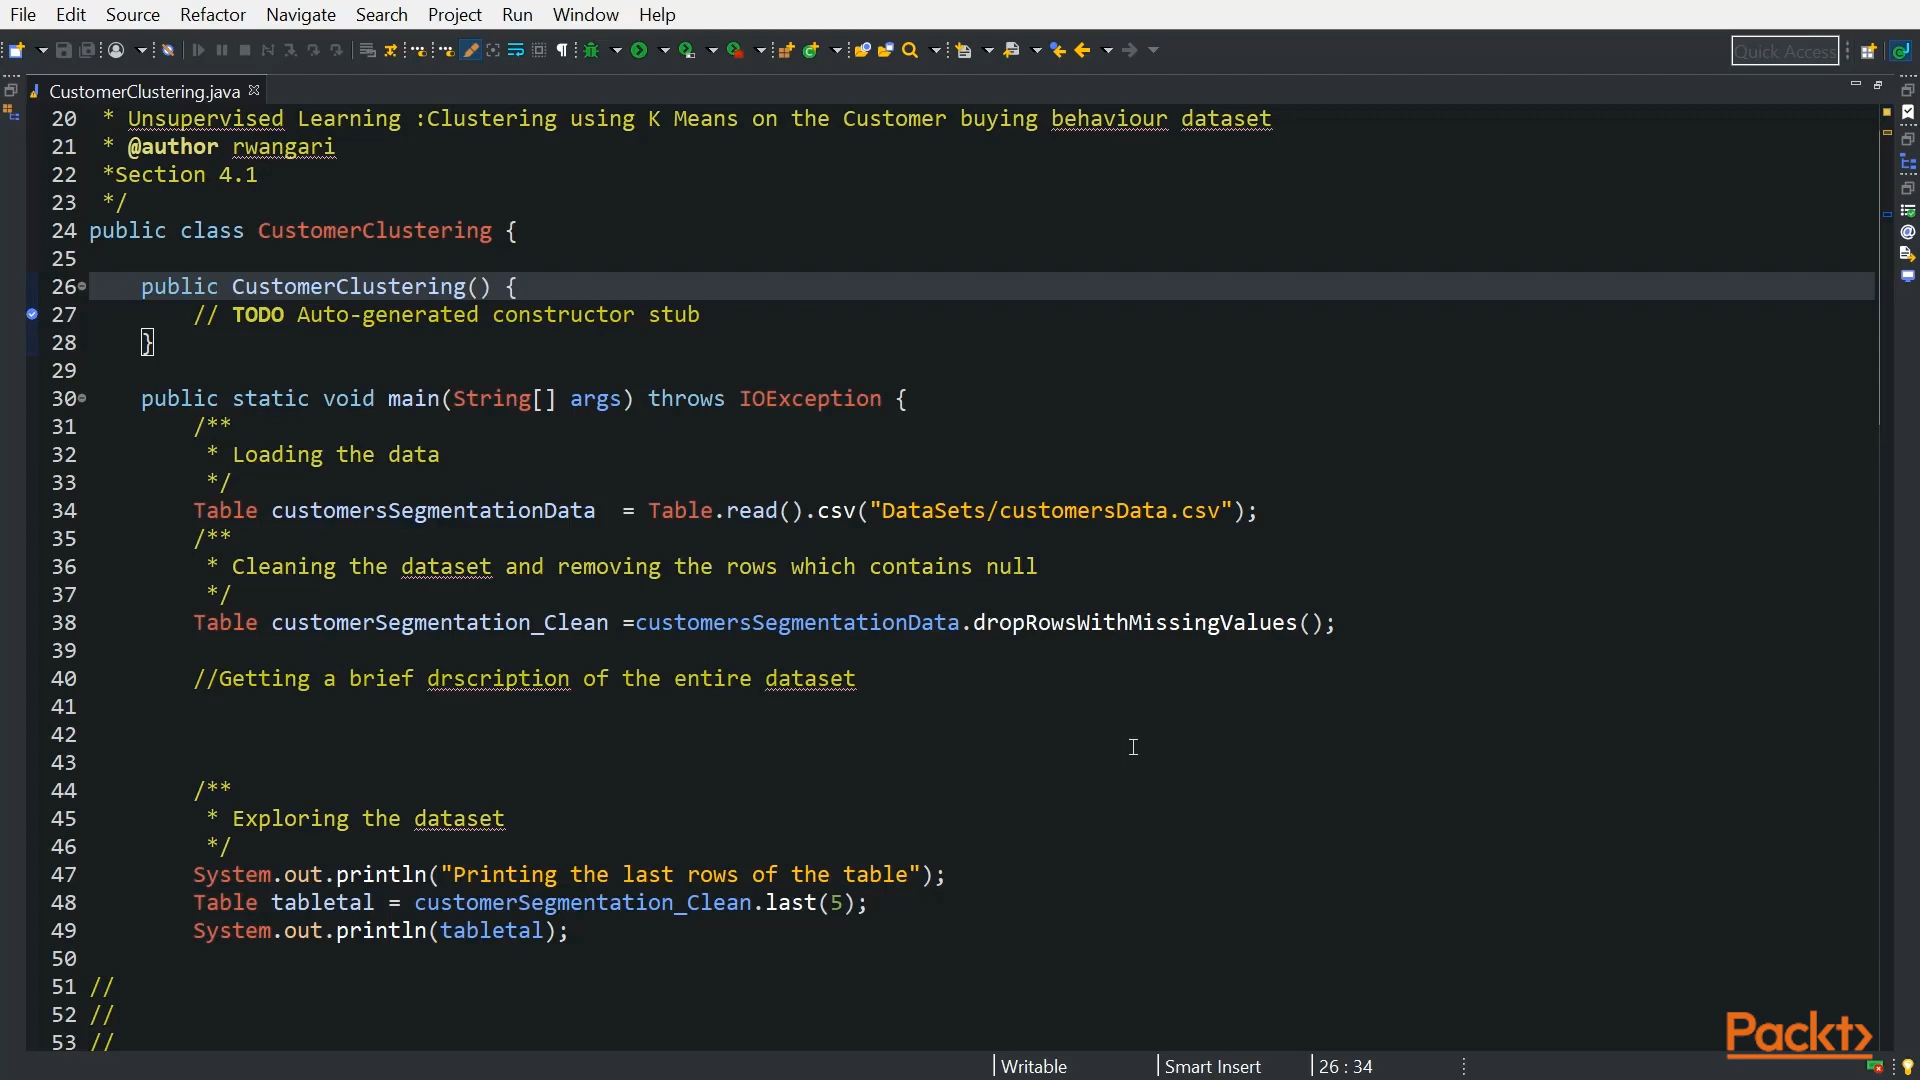 File Edit Source Refactor Navigate Search Project Run Window Help
Quick Access
CustomerClustering.java
20 * Unsupervised Learning :Clustering using K Means on the Customer buying behaviour dataset
21 * @author rwangari
22 *Section 4.1
23 */
24 public class CustomerClustering {
25
26 public CustomerClustering() {
27 // TODO Auto-generated constructor stub
28 }
29
30 public static void main(String[] args) throws IOException {
31 /**
32 * Loading the data
33 */
34 Table customersSegmentationData = Table.read().csv("DataSets/customersData.csv");
35 /**
36 * Cleaning the dataset and removing the rows which contains null
37 */
38 Table customerSegmentation_Clean =customersSegmentationData.dropRowsWithMissingValues();
39
40 //Getting a brief drscription of the entire dataset
41
42
43
44 /**
45 * Exploring the dataset
46 */
47 System.out.println("Printing the last rows of the table");
48 Table tabletal = customerSegmentation_Clean.last(5);
49 System.out.println(tabletal);
50
51 //
52 //
53 //
Packt>
Writable Smart Insert 26 : 34